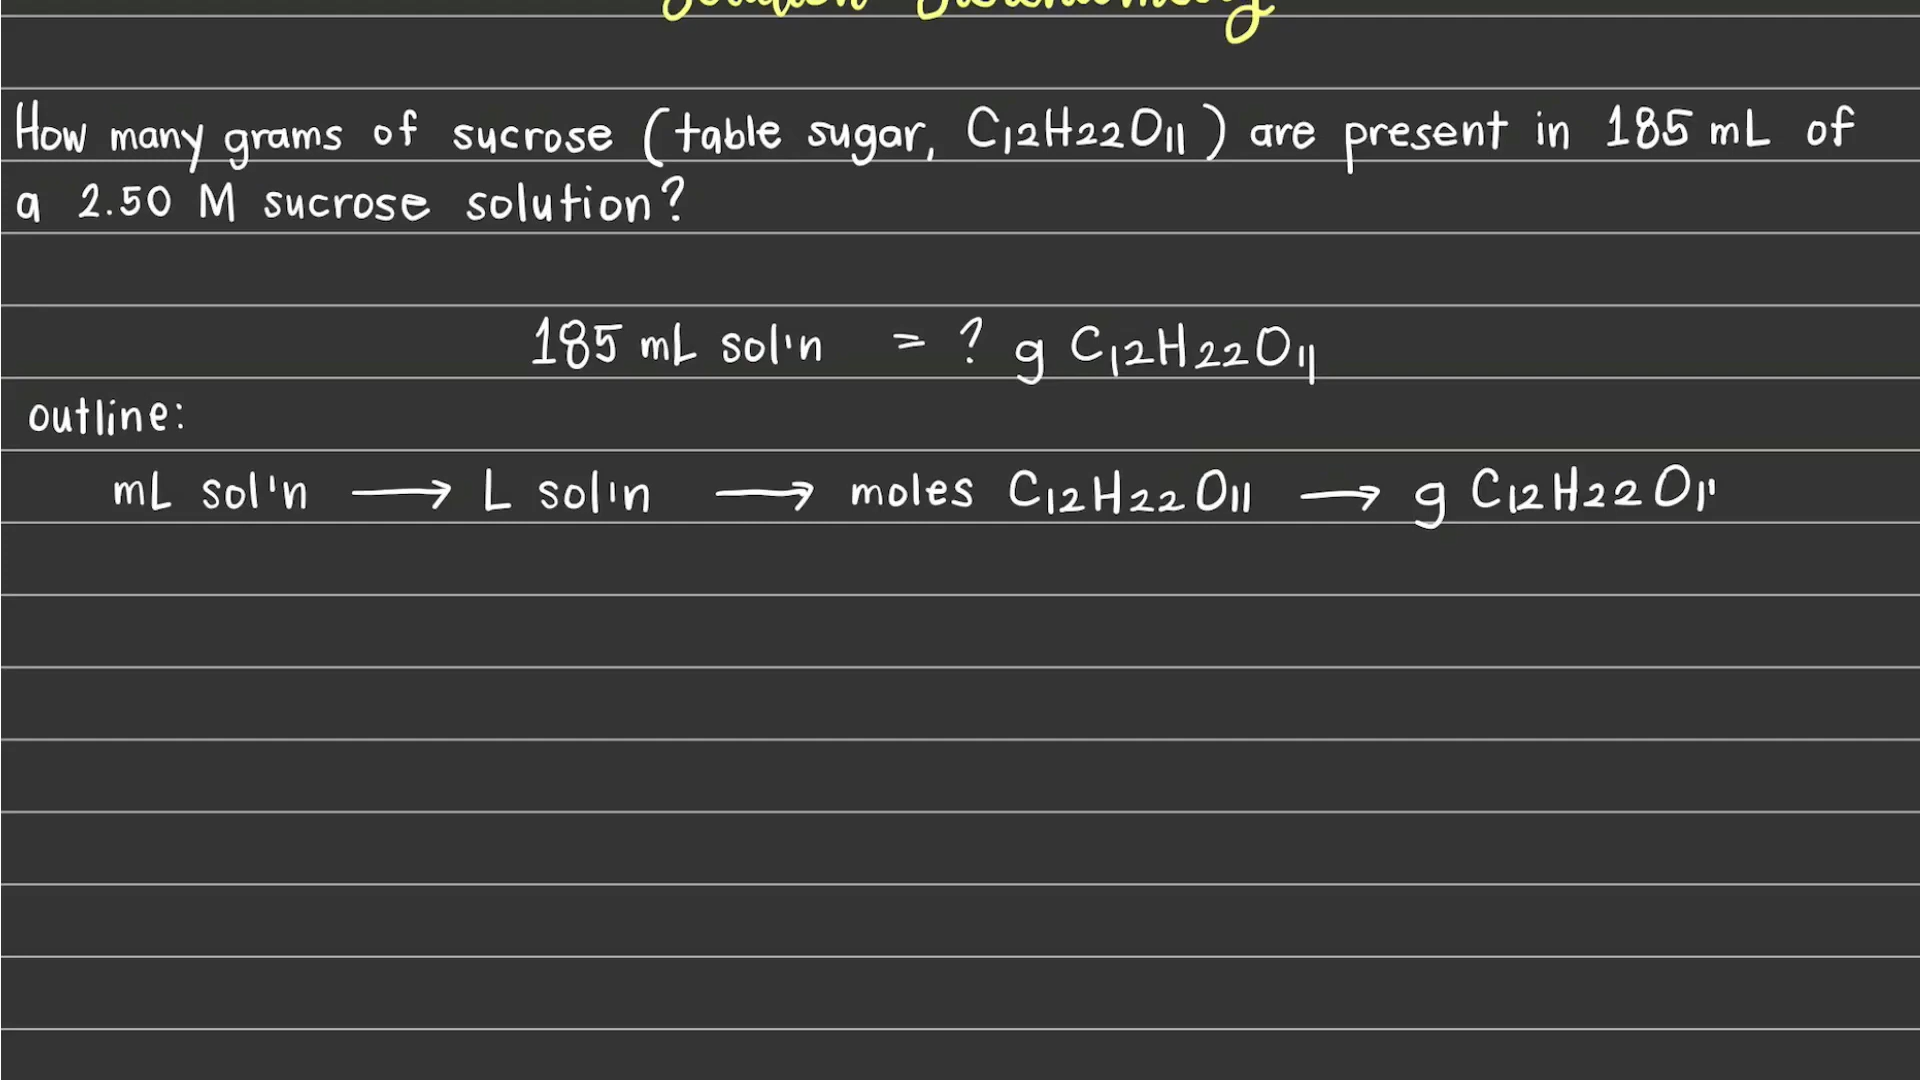 How many grams of sucrose (table sugar, C12H22O11) are present in 185 mL of
a 2.50 M sucrose solution?
185 mL sol'n = ? g C12H22O11
outline:
mL sol'n → L sol'n → moles C12H22O11 → g C12H22O11